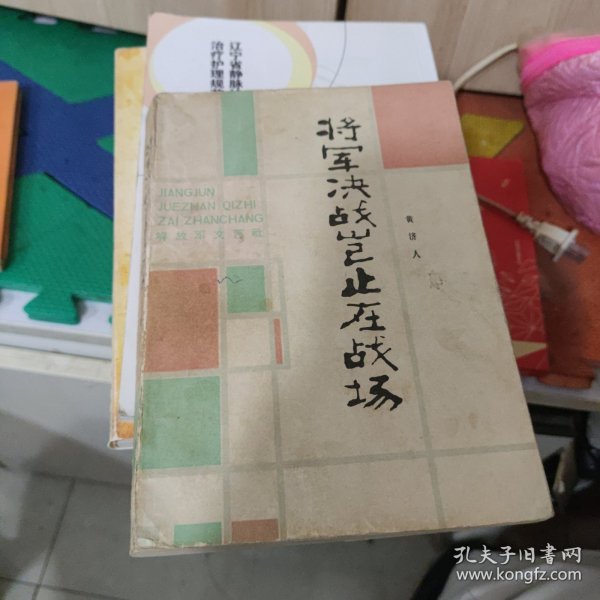 将军决战岂止在战场
黄济人
JIANGJUN
JUEZHAN QIZHI
ZAI ZHANCHANG
解放军文艺社
辽宁省静脉
治疗护理规范
孔夫子旧书网
www.kongfz.com